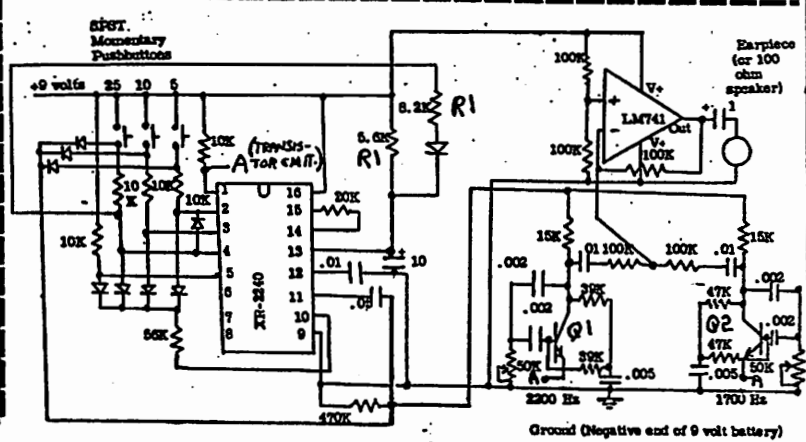 SPST
Momentary
Pushbuttons
+9 volts 25 10 5
10K
A (TRANSIS-
TOR EMIT.)
8.2K R1
5.6K
R1
100K
100K
+
-
V+
LM741
Out
V+
100K
Earpiece
(or 100
ohm
speaker)
+ 1
10
K
10K
10K
10K
1
2
3
4
5
6
7
8
16
15
14
13
12
11
10
9
XR-2240
20K
+
10
.01
56K
470K
15K
.01
100K
100K
.01
15K
.002
.002
39K
39K
Q1
50K
A
.005
2200 Hz
47K
47K
Q2
.002
.002
50K
A
.005
1700 Hz
Ground (Negative end of 9 volt battery)